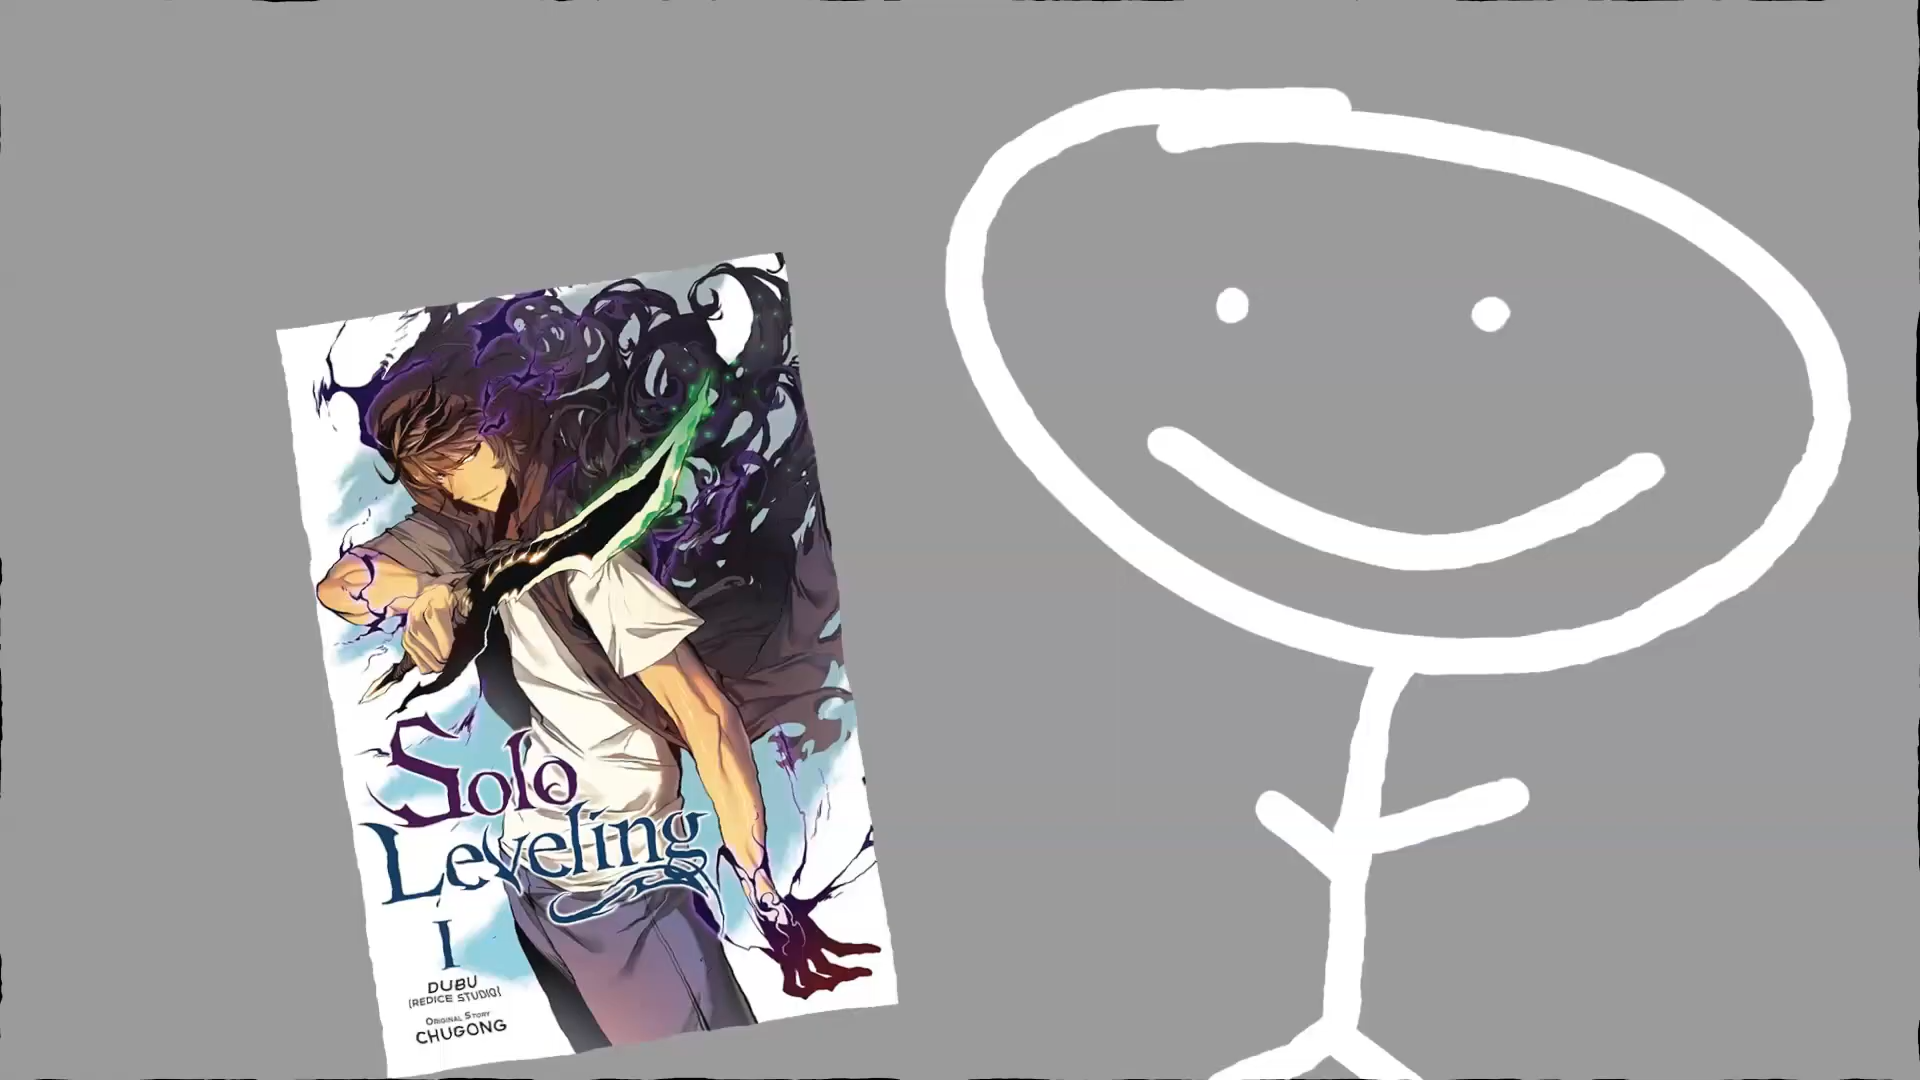 Solo
Leveling
I
DUBU
[REDICE STUDIO]
ORIGINAL STORY
CHUGONG